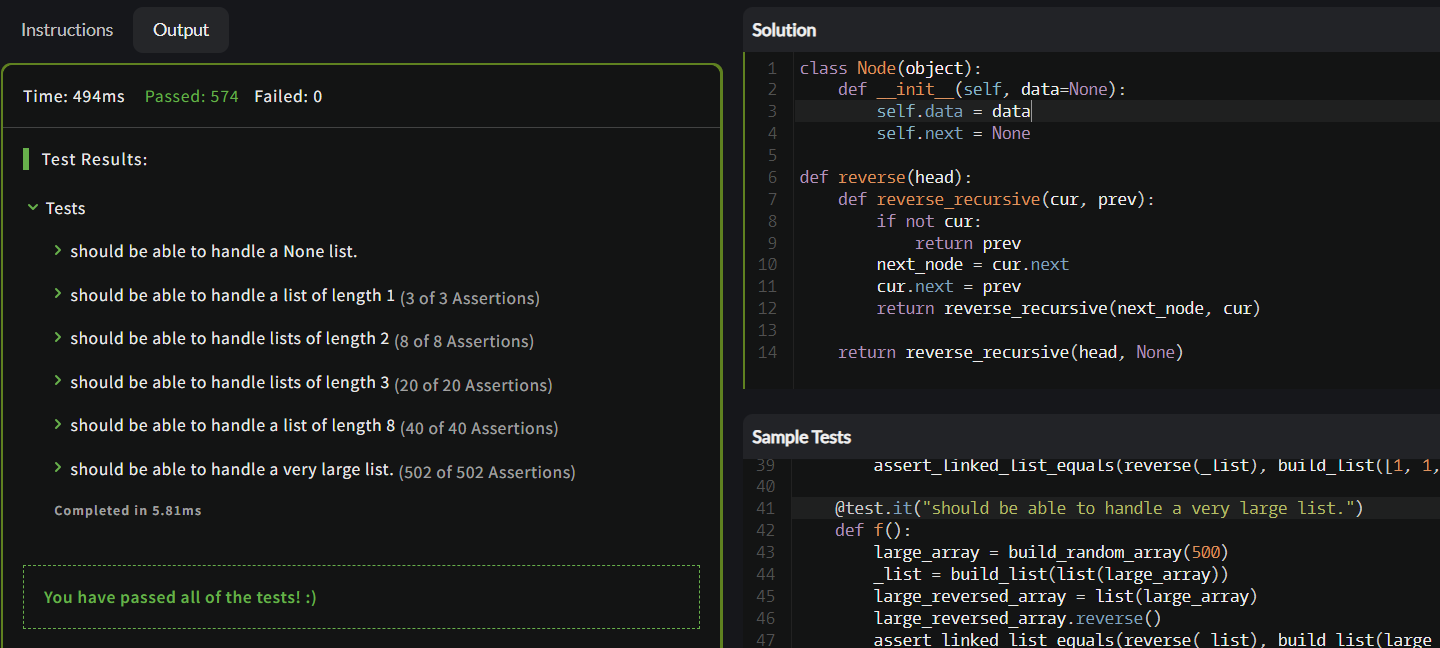 Instructions
Output
Time: 494ms Passed: 574 Failed: 0
Test Results:
Tests
should be able to handle a None list.
should be able to handle a list of length 1 (3 of 3 Assertions)
should be able to handle lists of length 2 (8 of 8 Assertions)
should be able to handle lists of length 3 (20 of 20 Assertions)
should be able to handle a list of length 8 (40 of 40 Assertions)
should be able to handle a very large list. (502 of 502 Assertions)
Completed in 5.81ms
You have passed all of the tests! :)
Solution
1 class Node(object):
2     def __init__(self, data=None):
3         self.data = data
4         self.next = None
5
6 def reverse(head):
7     def reverse_recursive(cur, prev):
8         if not cur:
9             return prev
10         next_node = cur.next
11         cur.next = prev
12         return reverse_recursive(next_node, cur)
13
14     return reverse_recursive(head, None)
Sample Tests
39         assert_linked_list_equals(reverse(_list), build_list([1, 1,
40
41     @test.it("should be able to handle a very large list.")
42     def f():
43         large_array = build_random_array(500)
44         _list = build_list(list(large_array))
45         large_reversed_array = list(large_array)
46         large_reversed_array.reverse()
47         assert_linked_list_equals(reverse(_list), build_list(large_